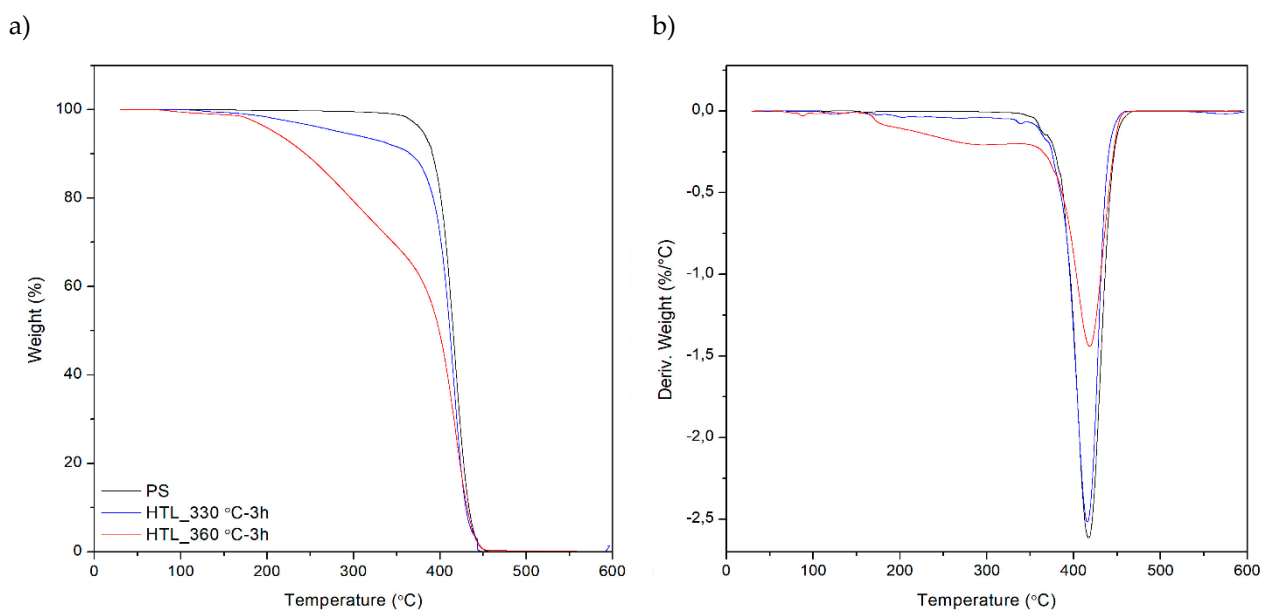 a)
b)
100
80
60
40
20
0
Weight (%)
PS
HTL_330 °C-3h
HTL_360 °C-3h
0 100 200 300 400 500 600
Temperature (°C)
0,0
-0,5
-1,0
-1,5
-2,0
-2,5
Deriv. Weight (%/°C)
0 100 200 300 400 500 600
Temperature (°C)